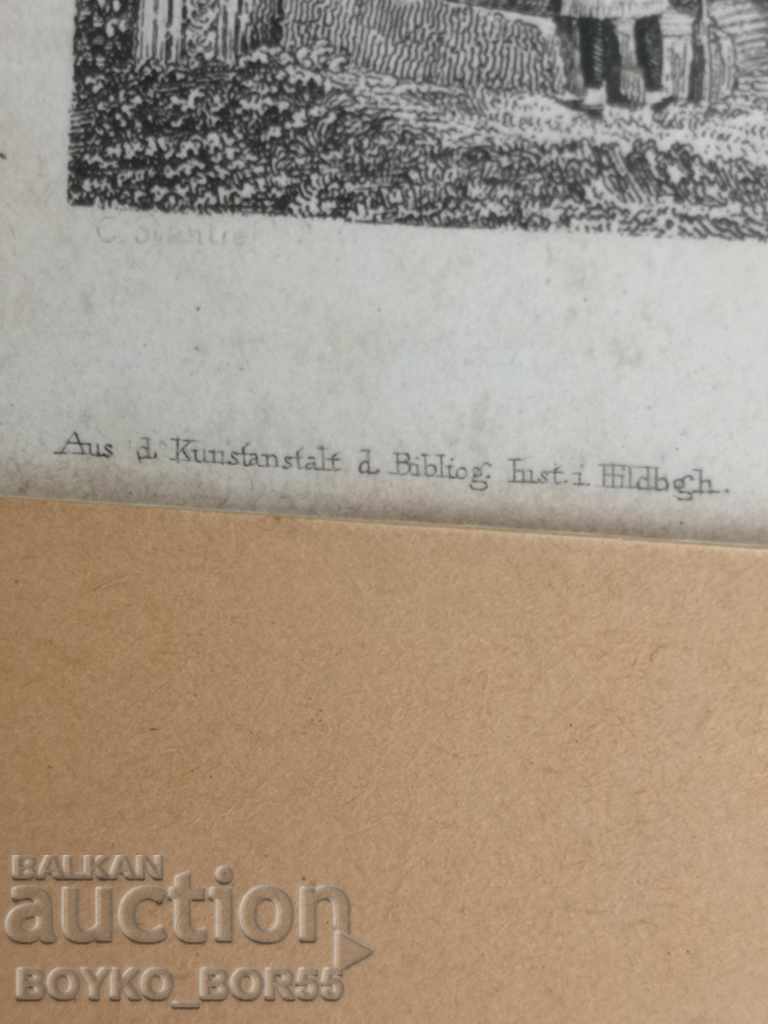 C.
Aus d. Kunstanstalt d. Bibliog. Inst. i. Hildbgh.
BALKAN
auction
BOYKO_BOR55